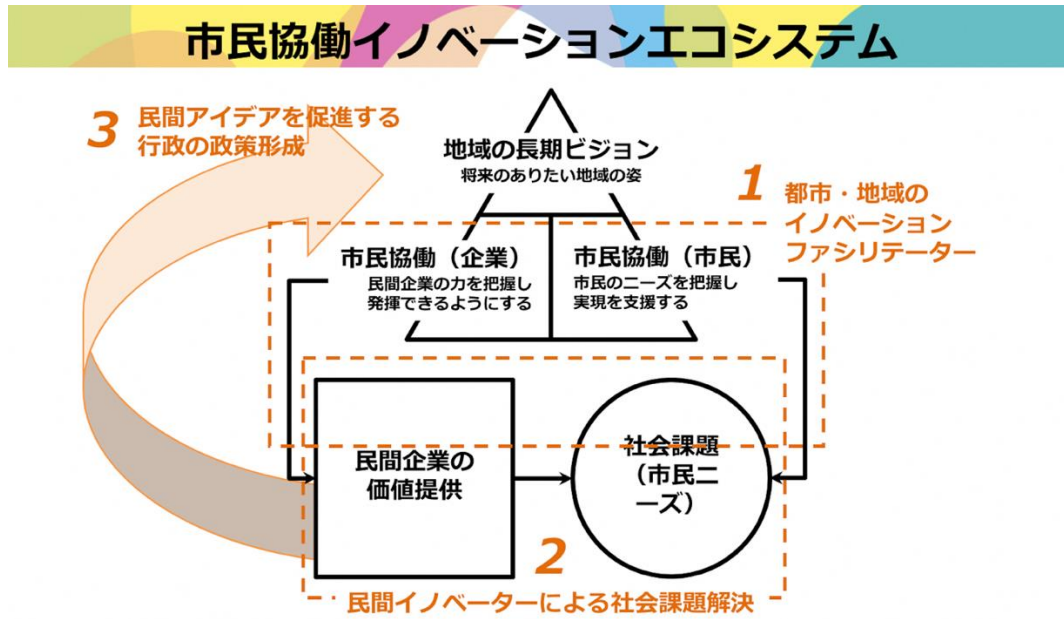 市民協働イノベーションエコシステム
3
民間アイデアを促進する
行政の政策形成
地域の長期ビジョン
将来のありたい地域の姿
1
都市・地域の
イノベーション
ファシリテーター
市民協働（企業）
民間企業の力を把握し
発揮できるようにする
市民協働（市民）
市民のニーズを把握し
実現を支援する
民間企業の
価値提供
社会課題
（市民ニ
ーズ）
2
民間イノベーターによる社会課題解決